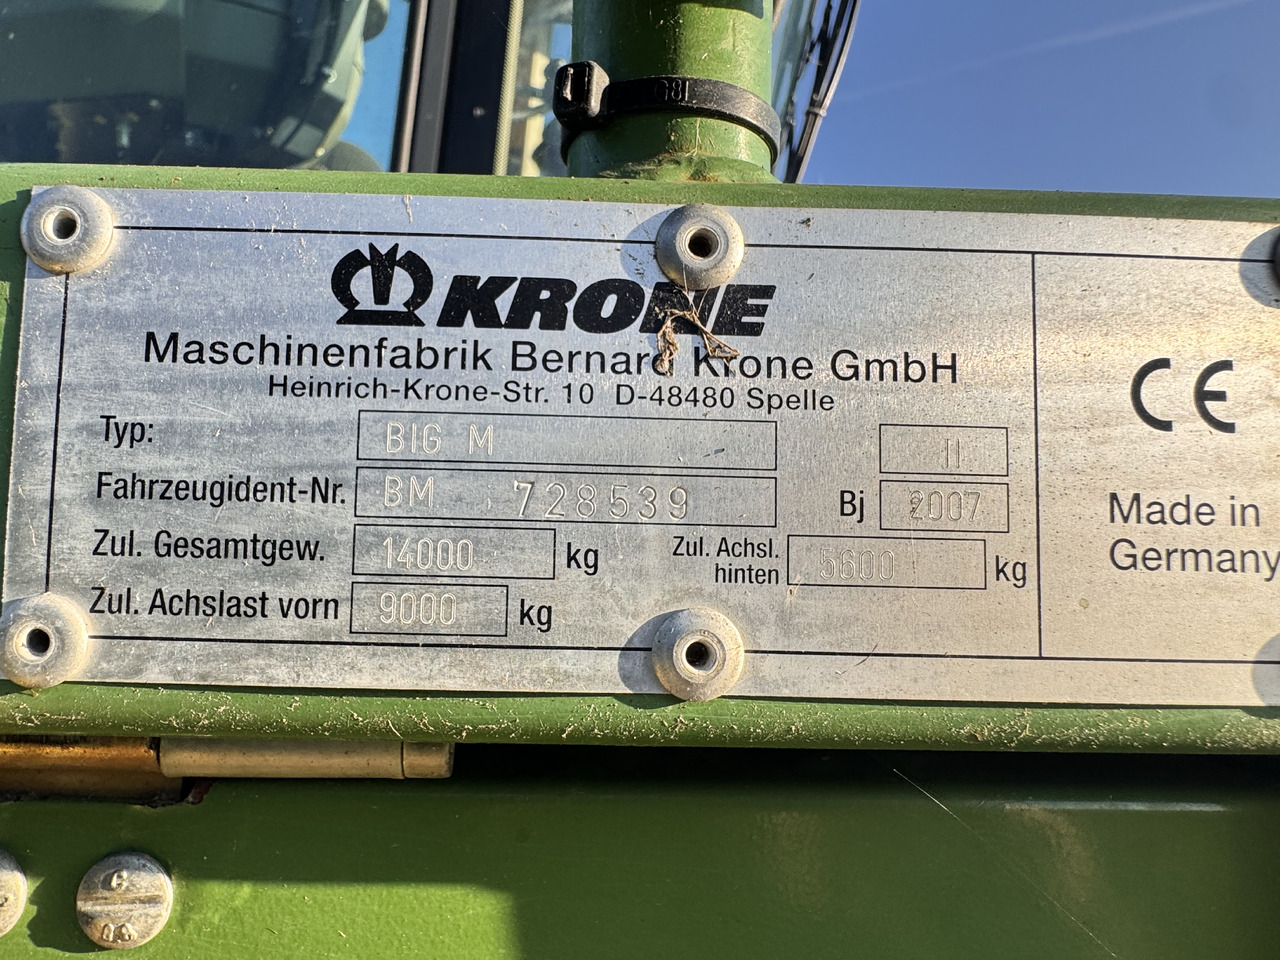 KRONE
Maschinenfabrik Bernard Krone GmbH
Heinrich-Krone-Str. 10 D-48480 Spelle
Typ: BIG M II
Fahrzeugident-Nr. BM 728539 Bj 2007
Zul. Gesamtgew. 14000 kg Zul. Achsl. hinten 5600 kg
Zul. Achslast vorn 9000 kg
CE
Made in
Germany